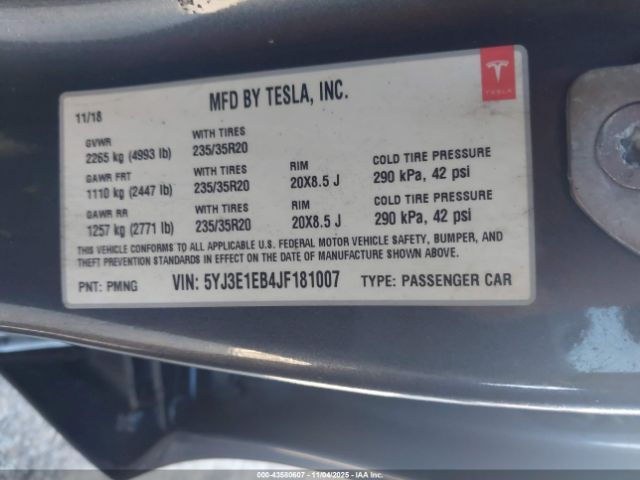 MFD BY TESLA, INC.
TESLA
11/18
GVWR
2265 kg (4993 lb)
WITH TIRES
235/35R20
GAWR FRT
1110 kg (2447 lb)
WITH TIRES
235/35R20
RIM
20X8.5 J
COLD TIRE PRESSURE
290 kPa, 42 psi
GAWR RR
1257 kg (2771 lb)
WITH TIRES
235/35R20
RIM
20X8.5 J
COLD TIRE PRESSURE
290 kPa, 42 psi
THIS VEHICLE CONFORMS TO ALL APPLICABLE U.S. FEDERAL MOTOR VEHICLE SAFETY, BUMPER, AND
THEFT PREVENTION STANDARDS IN EFFECT ON THE DATE OF MANUFACTURE SHOWN ABOVE.
PNT: PMNG VIN: 5YJ3E1EB4JF181007 TYPE: PASSENGER CAR
000-43580607 - 11/04/2025 - IAA Inc.